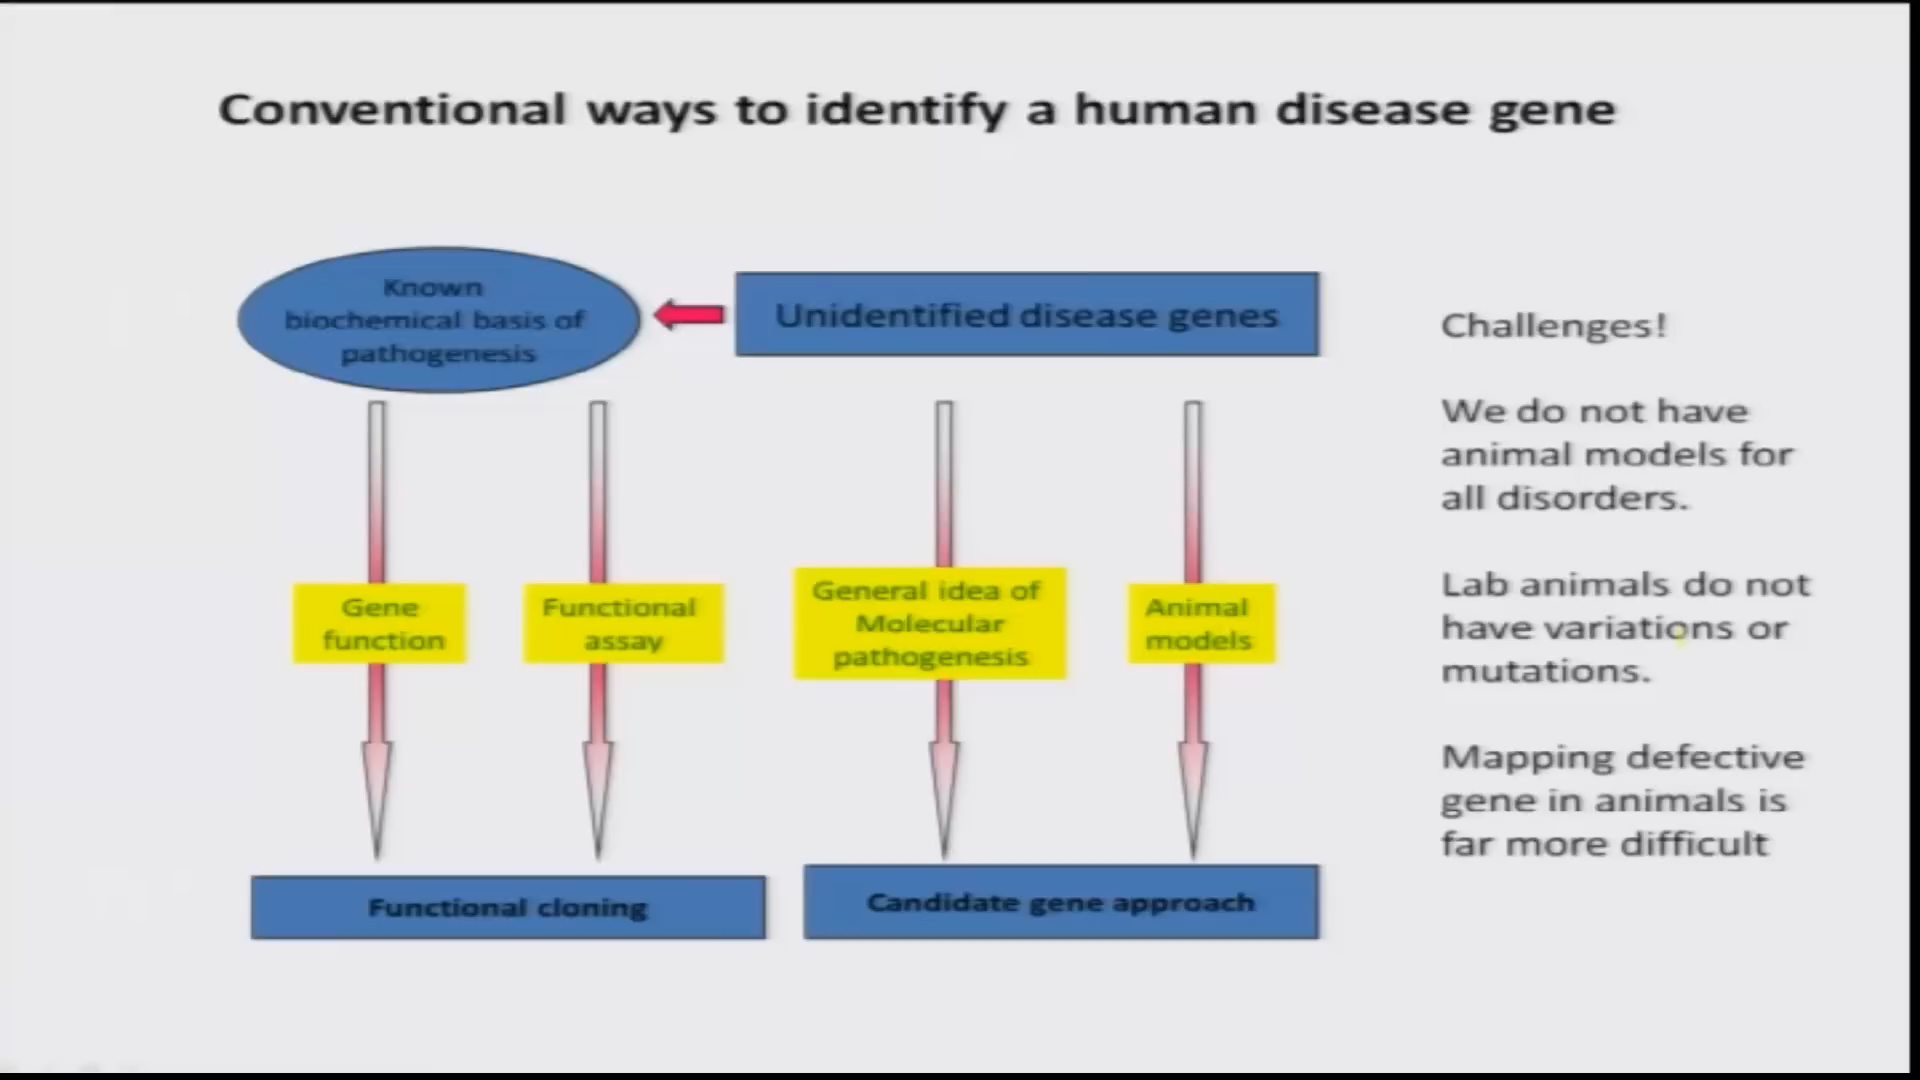 Conventional ways to identify a human disease gene
Known
biochemical basis of
pathogenesis
Unidentified disease genes
Gene
function
Functional
assay
General idea of
Molecular
pathogenesis
Animal
models
Functional cloning
Candidate gene approach
Challenges!
We do not have
animal models for
all disorders.
Lab animals do not
have variations or
mutations.
Mapping defective
gene in animals is
far more difficult